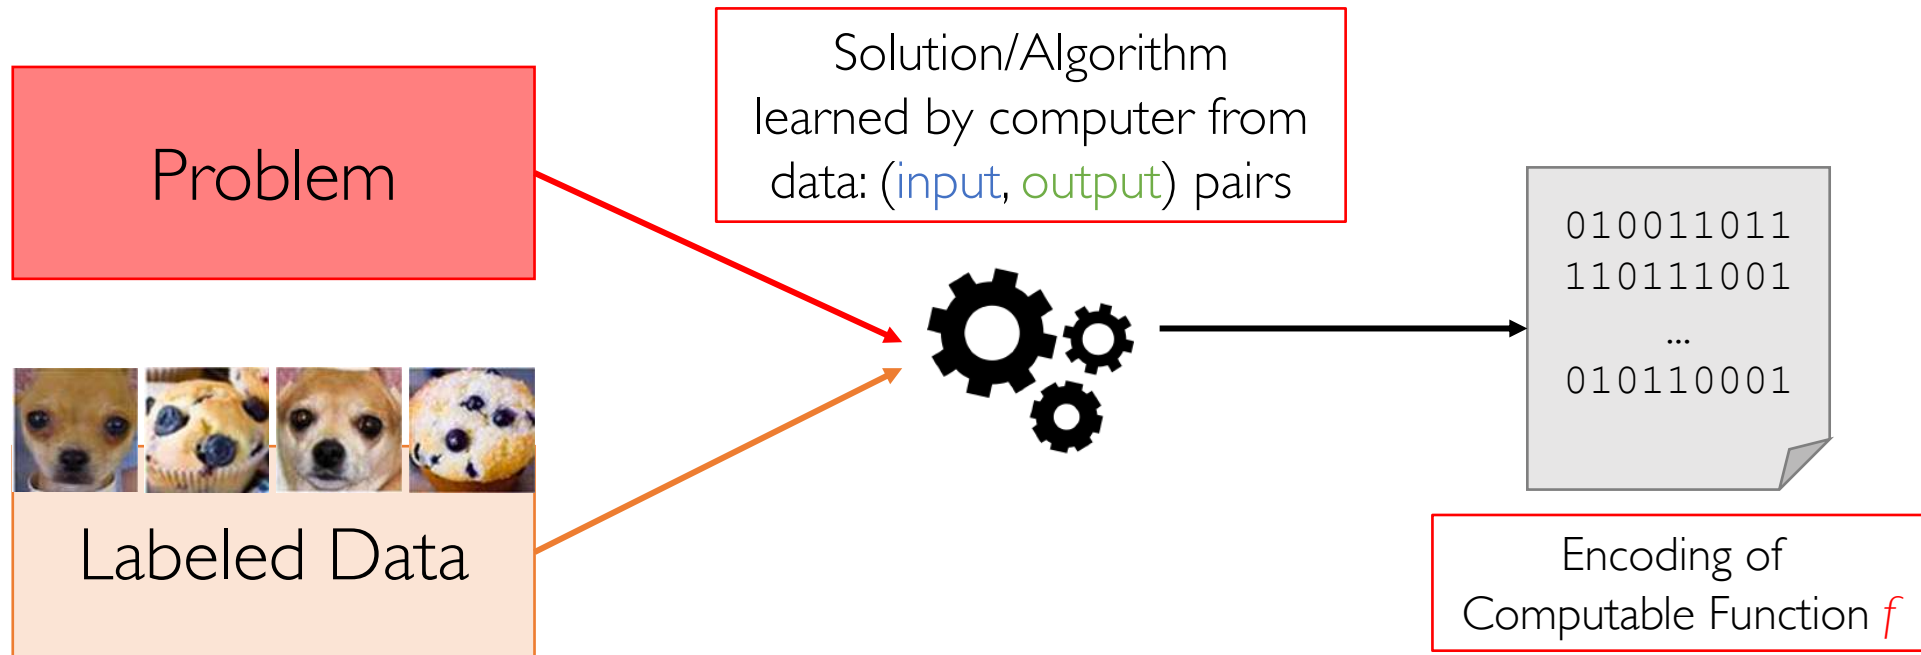 Problem
Labeled Data
Solution/Algorithm
learned by computer from
data: (input, output) pairs
010011011
110111001
...
010110001
Encoding of
Computable Function f